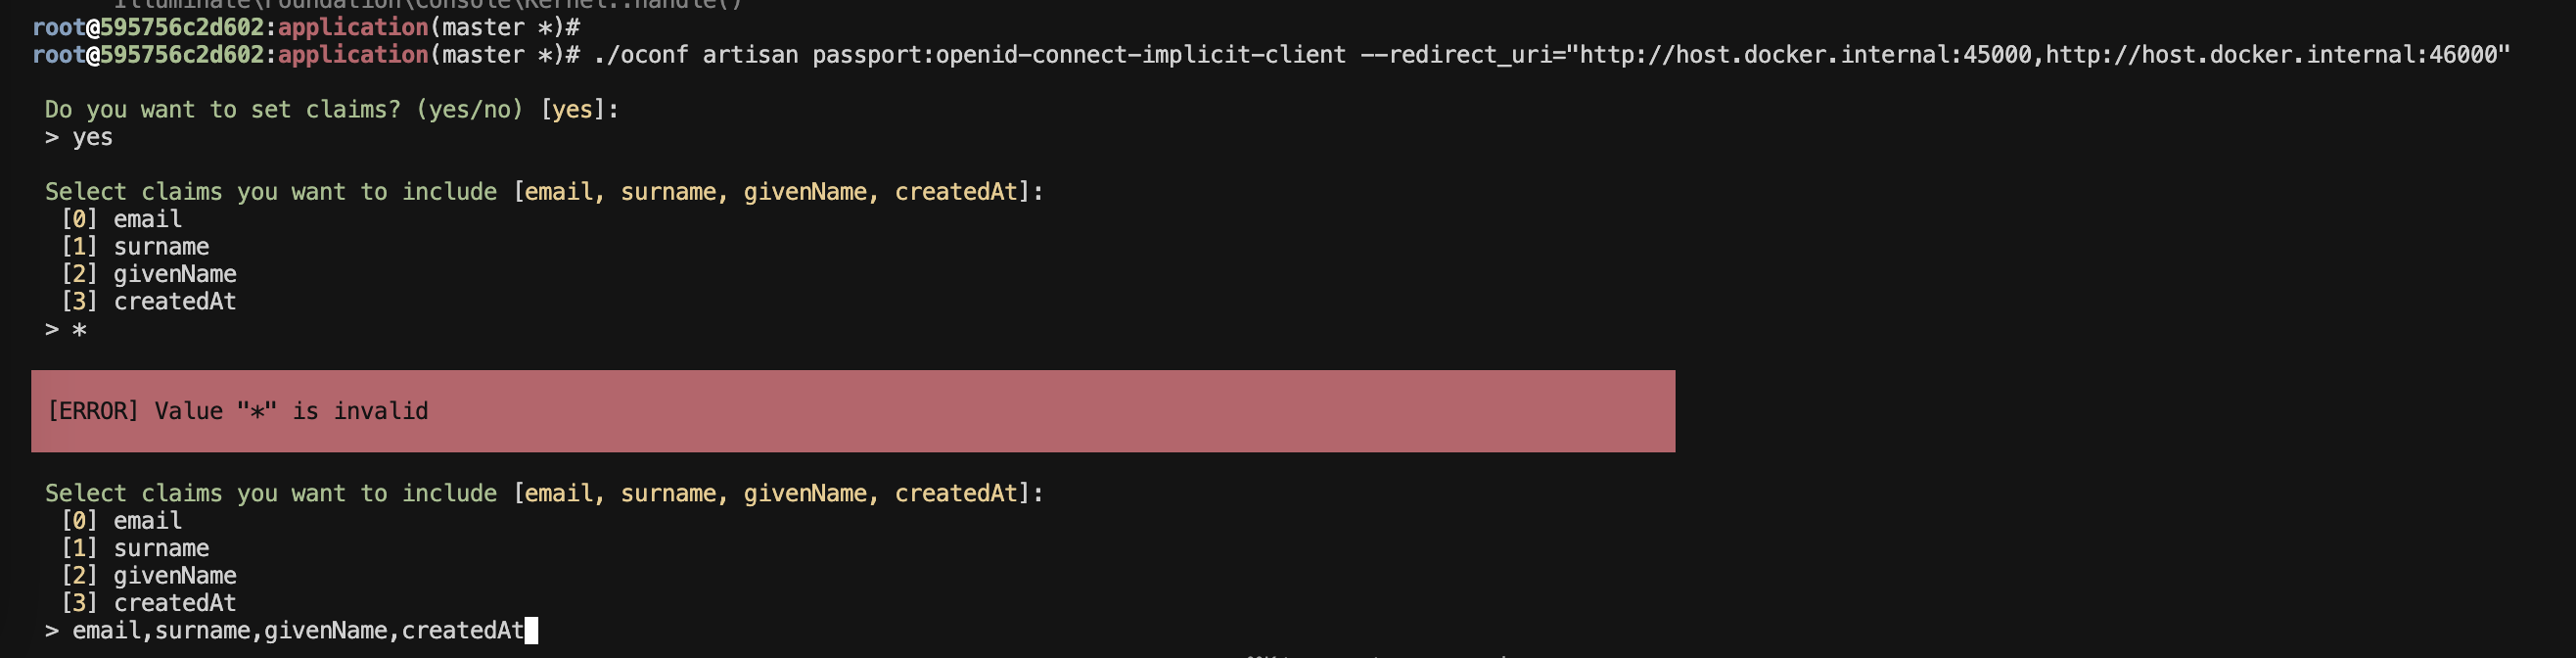 Illuminate\Foundation\Console\Kernel::handle()
root@595756c2d602:application(master *)#
root@595756c2d602:application(master *)# ./oconf artisan passport:openid-connect-implicit-client --redirect_uri="http://host.docker.internal:45000,http://host.docker.internal:46000"
Do you want to set claims? (yes/no) [yes]:
> yes
Select claims you want to include [email, surname, givenName, createdAt]:
[0] email
[1] surname
[2] givenName
[3] createdAt
> *
[ERROR] Value "*" is invalid
Select claims you want to include [email, surname, givenName, createdAt]:
[0] email
[1] surname
[2] givenName
[3] createdAt
> email,surname,givenName,createdAt